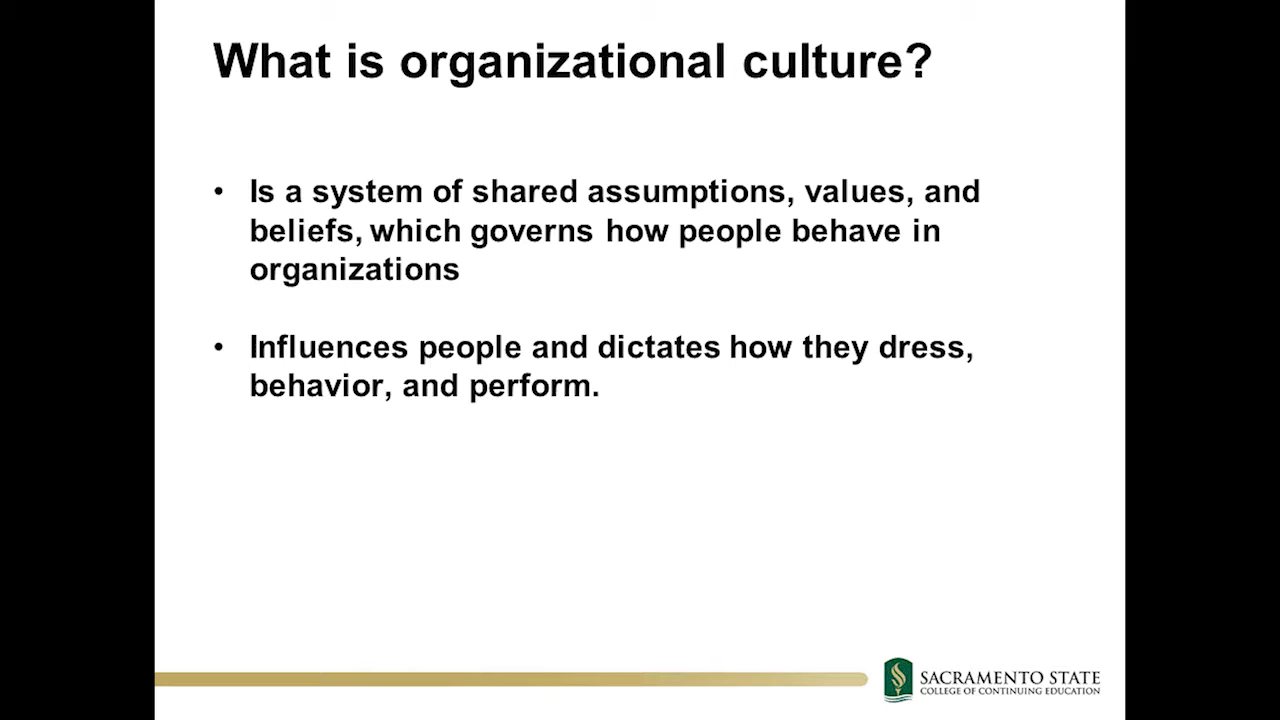 What is organizational culture?
• Is a system of shared assumptions, values, and
beliefs, which governs how people behave in
organizations
• Influences people and dictates how they dress,
behavior, and perform.
SACRAMENTO STATE
COLLEGE OF CONTINUING EDUCATION